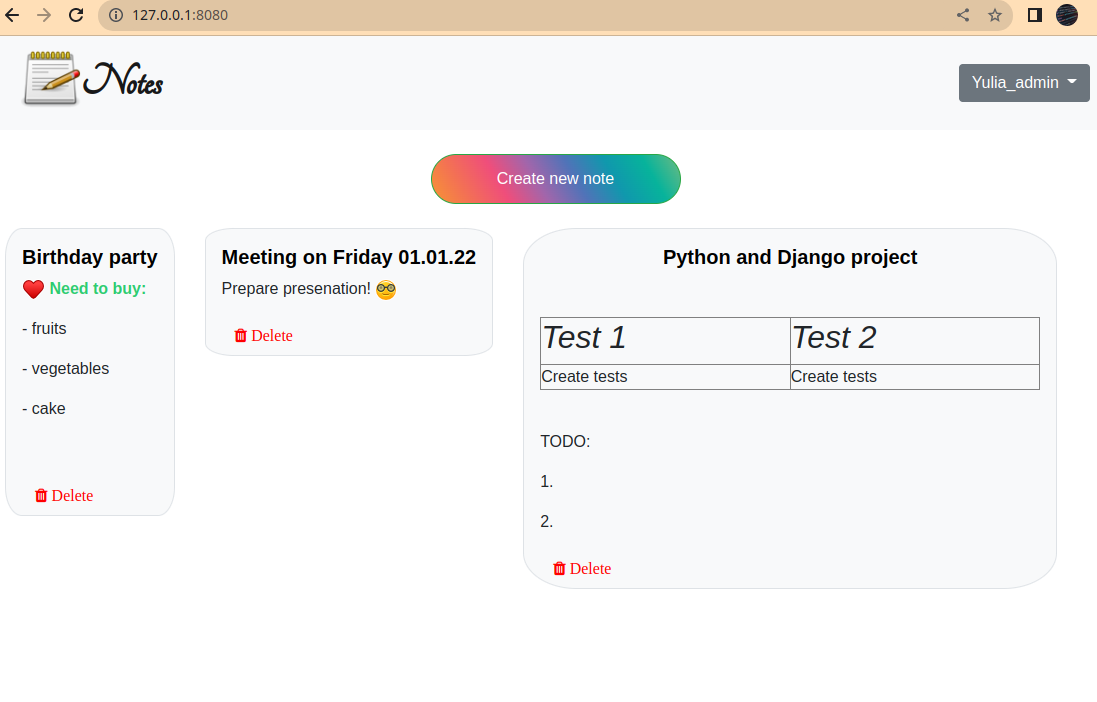 127.0.0.1:8080
Notes
Yulia_admin
Create new note
Birthday party
Need to buy:
- fruits
- vegetables
- cake
Delete
Meeting on Friday 01.01.22
Prepare presenation!
Delete
Python and Django project
Test 1 Test 2
Create tests Create tests
TODO:
1.
2.
Delete